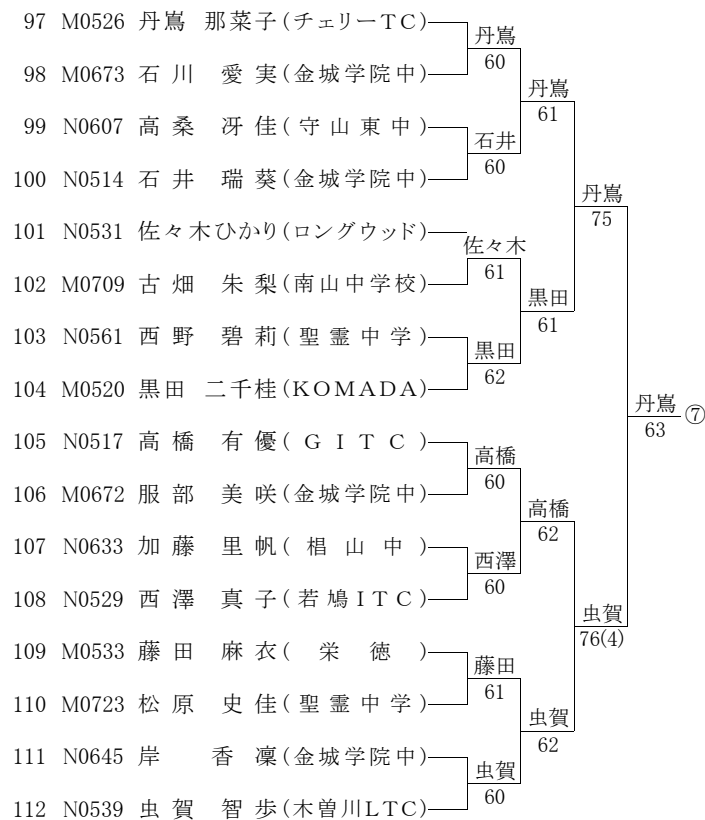 97 M0526 丹嶌 那菜子(チェリーTC)
丹嶌
60
98 M0673 石川 愛実(金城学院中)
丹嶌
61
99 N0607 高桑 冴佳(守山東中)
石井
60
100 N0514 石井 瑞葵(金城学院中)
丹嶌
75
101 N0531 佐々木ひかり(ロングウッド)
佐々木
61
102 M0709 古畑 朱梨(南山中学校)
黒田
61
103 N0561 西野 碧莉(聖霊中学)
黒田
62
104 M0520 黒田 二千桂(KOMADA)
丹嶌
63
⑦
105 N0517 高橋 有優(GITC)
高橋
60
106 M0672 服部 美咲(金城学院中)
高橋
62
107 N0633 加藤 里帆(椙山中)
西澤
60
108 N0529 西澤 真子(若鳩ITC)
虫賀
76(4)
109 M0533 藤田 麻衣(栄徳)
藤田
61
110 M0723 松原 史佳(聖霊中学)
虫賀
62
111 N0645 岸 香凜(金城学院中)
虫賀
60
112 N0539 虫賀 智歩(木曽川LTC)